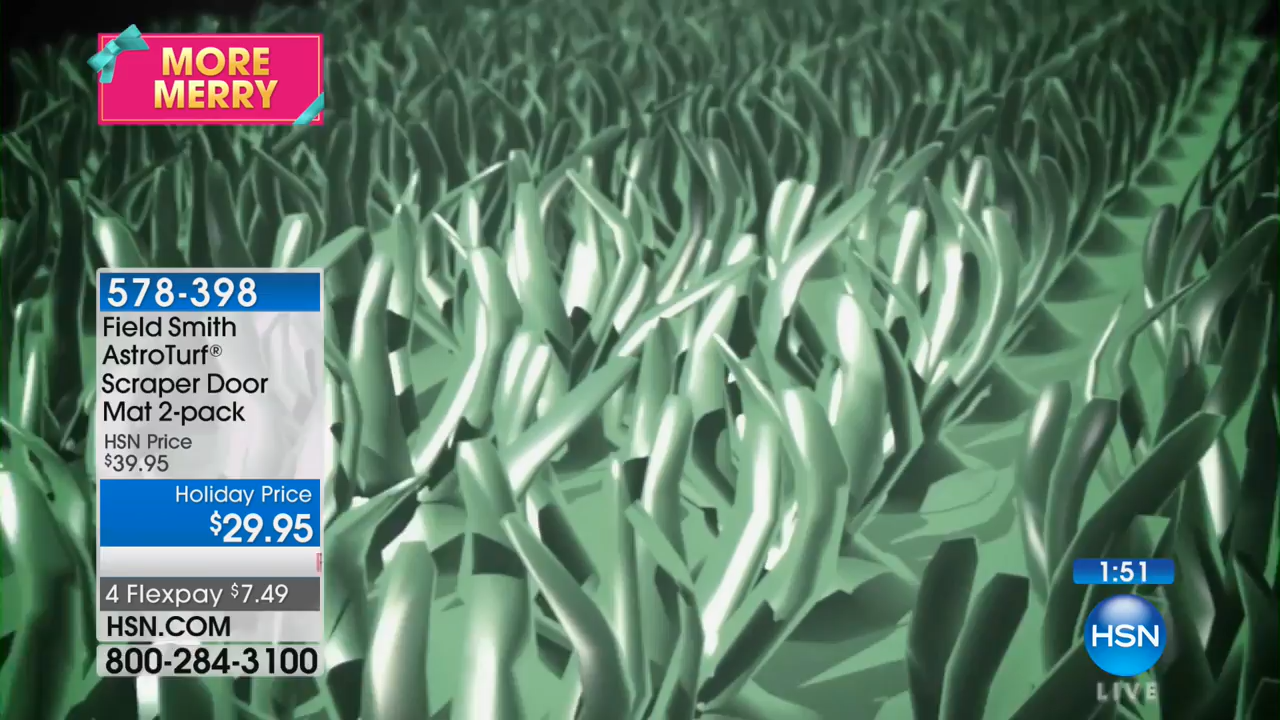 MORE
MERRY
578-398
Field Smith
AstroTurf®
Scraper Door
Mat 2-pack
HSN Price
$39.95
Holiday Price
$29.95
4 Flexpay $7.49
HSN.COM
800-284-3100
1:51
HSN
LIVE